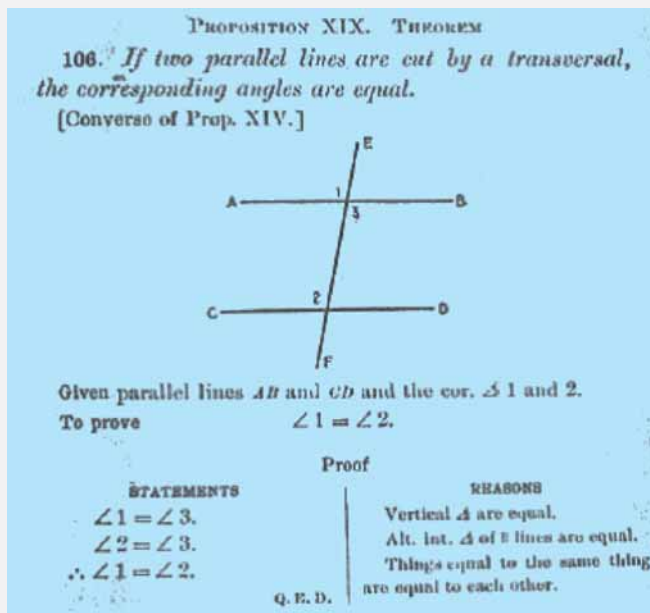 PROPOSITION XIX. THEOREM
106. If two parallel lines are cut by a transversal,
the corresponding angles are equal.
[Converse of Prop. XIV.]
E
1
A B
3
2
C D
F
Given parallel lines AB and CD and the cor. ∠s 1 and 2.
To prove ∠1 = ∠2.
Proof
STATEMENTS
∠1 = ∠3.
∠2 = ∠3.
∴ ∠1 = ∠2.
Q. E. D.
REASONS
Vertical ∠s are equal.
Alt. int. ∠s of ∥ lines are equal.
Things equal to the same thing
are equal to each other.